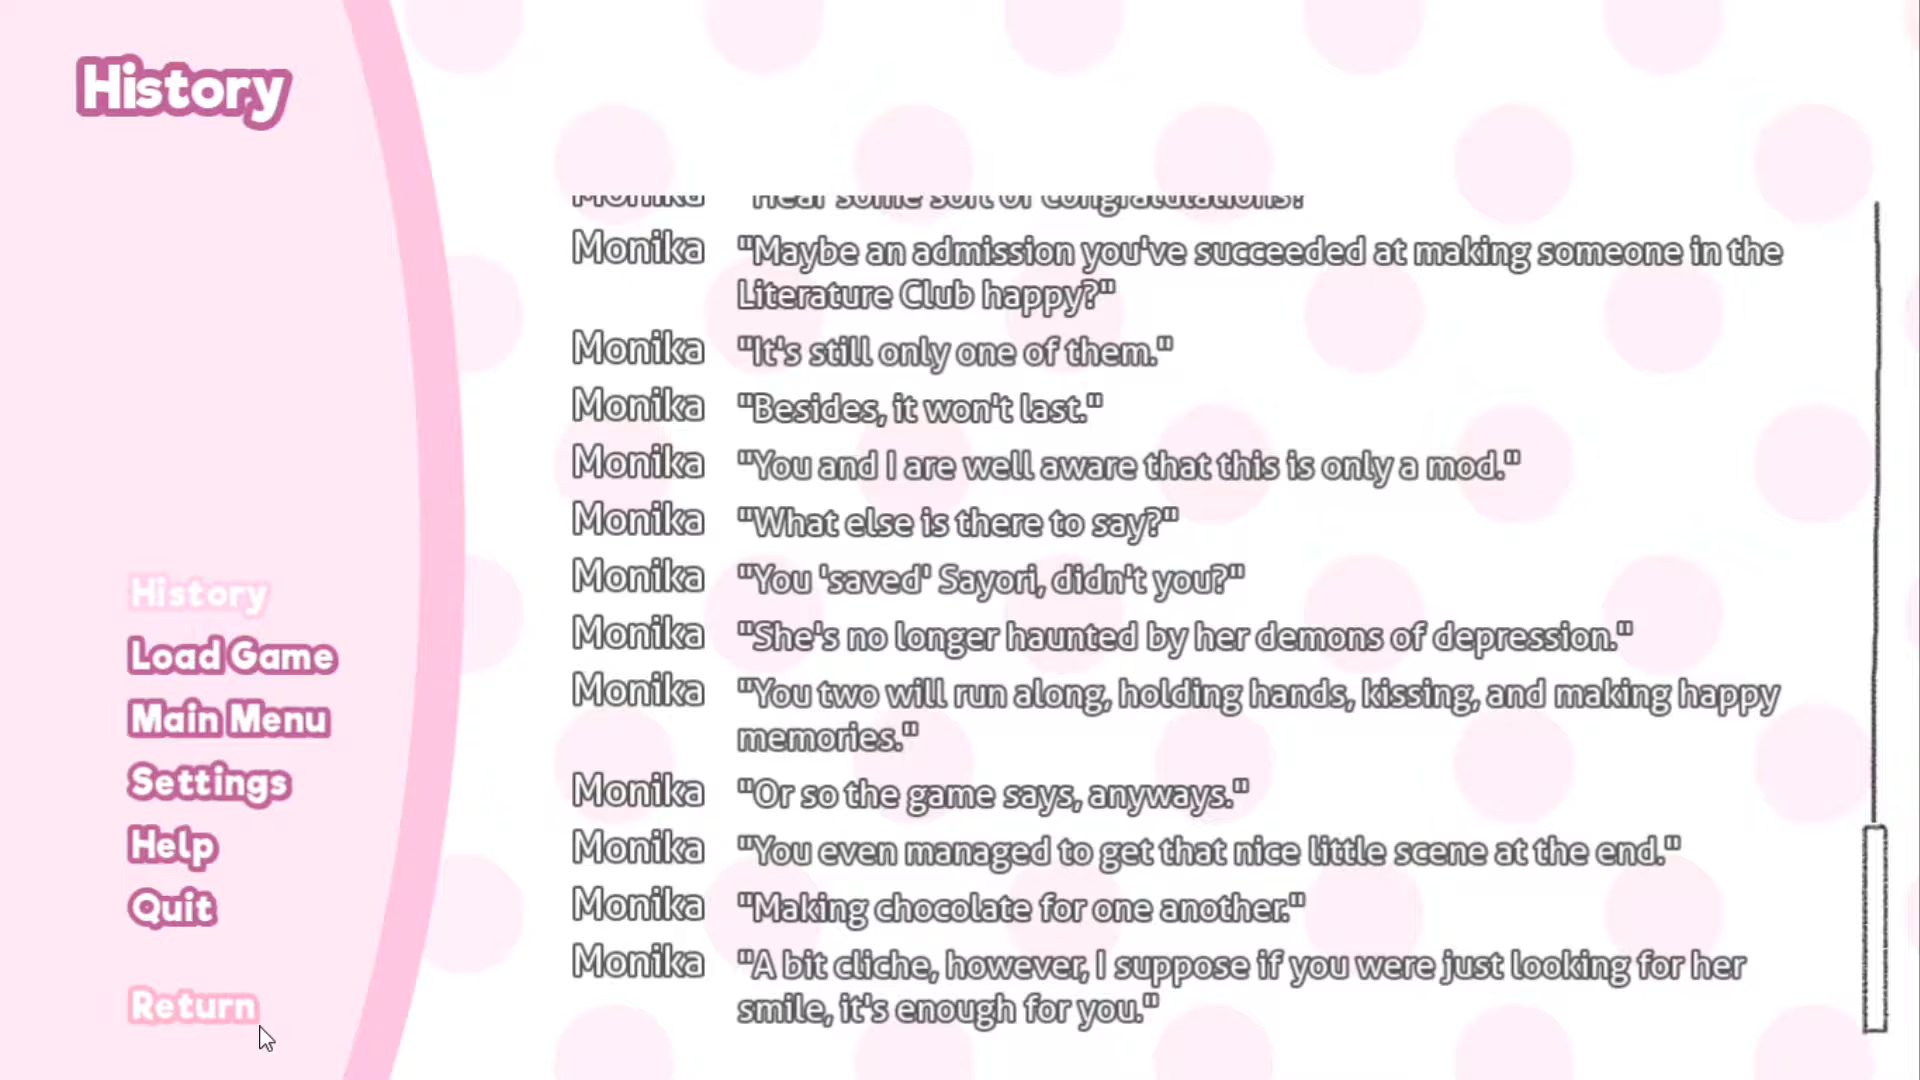 History
Monika "Hear some sort of congratulations?
Monika "Maybe an admission you've succeeded at making someone in the
Literature Club happy?"
Monika "It's still only one of them."
Monika "Besides, it won't last."
Monika "You and I are well aware that this is only a mod."
Monika "What else is there to say?"
Monika "You 'saved' Sayori, didn't you?"
Monika "She's no longer haunted by her demons of depression."
Monika "You two will run along, holding hands, kissing, and making happy
memories."
Monika "Or so the game says, anyways."
Monika "You even managed to get that nice little scene at the end."
Monika "Making chocolate for one another."
Monika "A bit cliche, however, I suppose if you were just looking for her
smile, it's enough for you."
History
Load Game
Main Menu
Settings
Help
Quit
Return